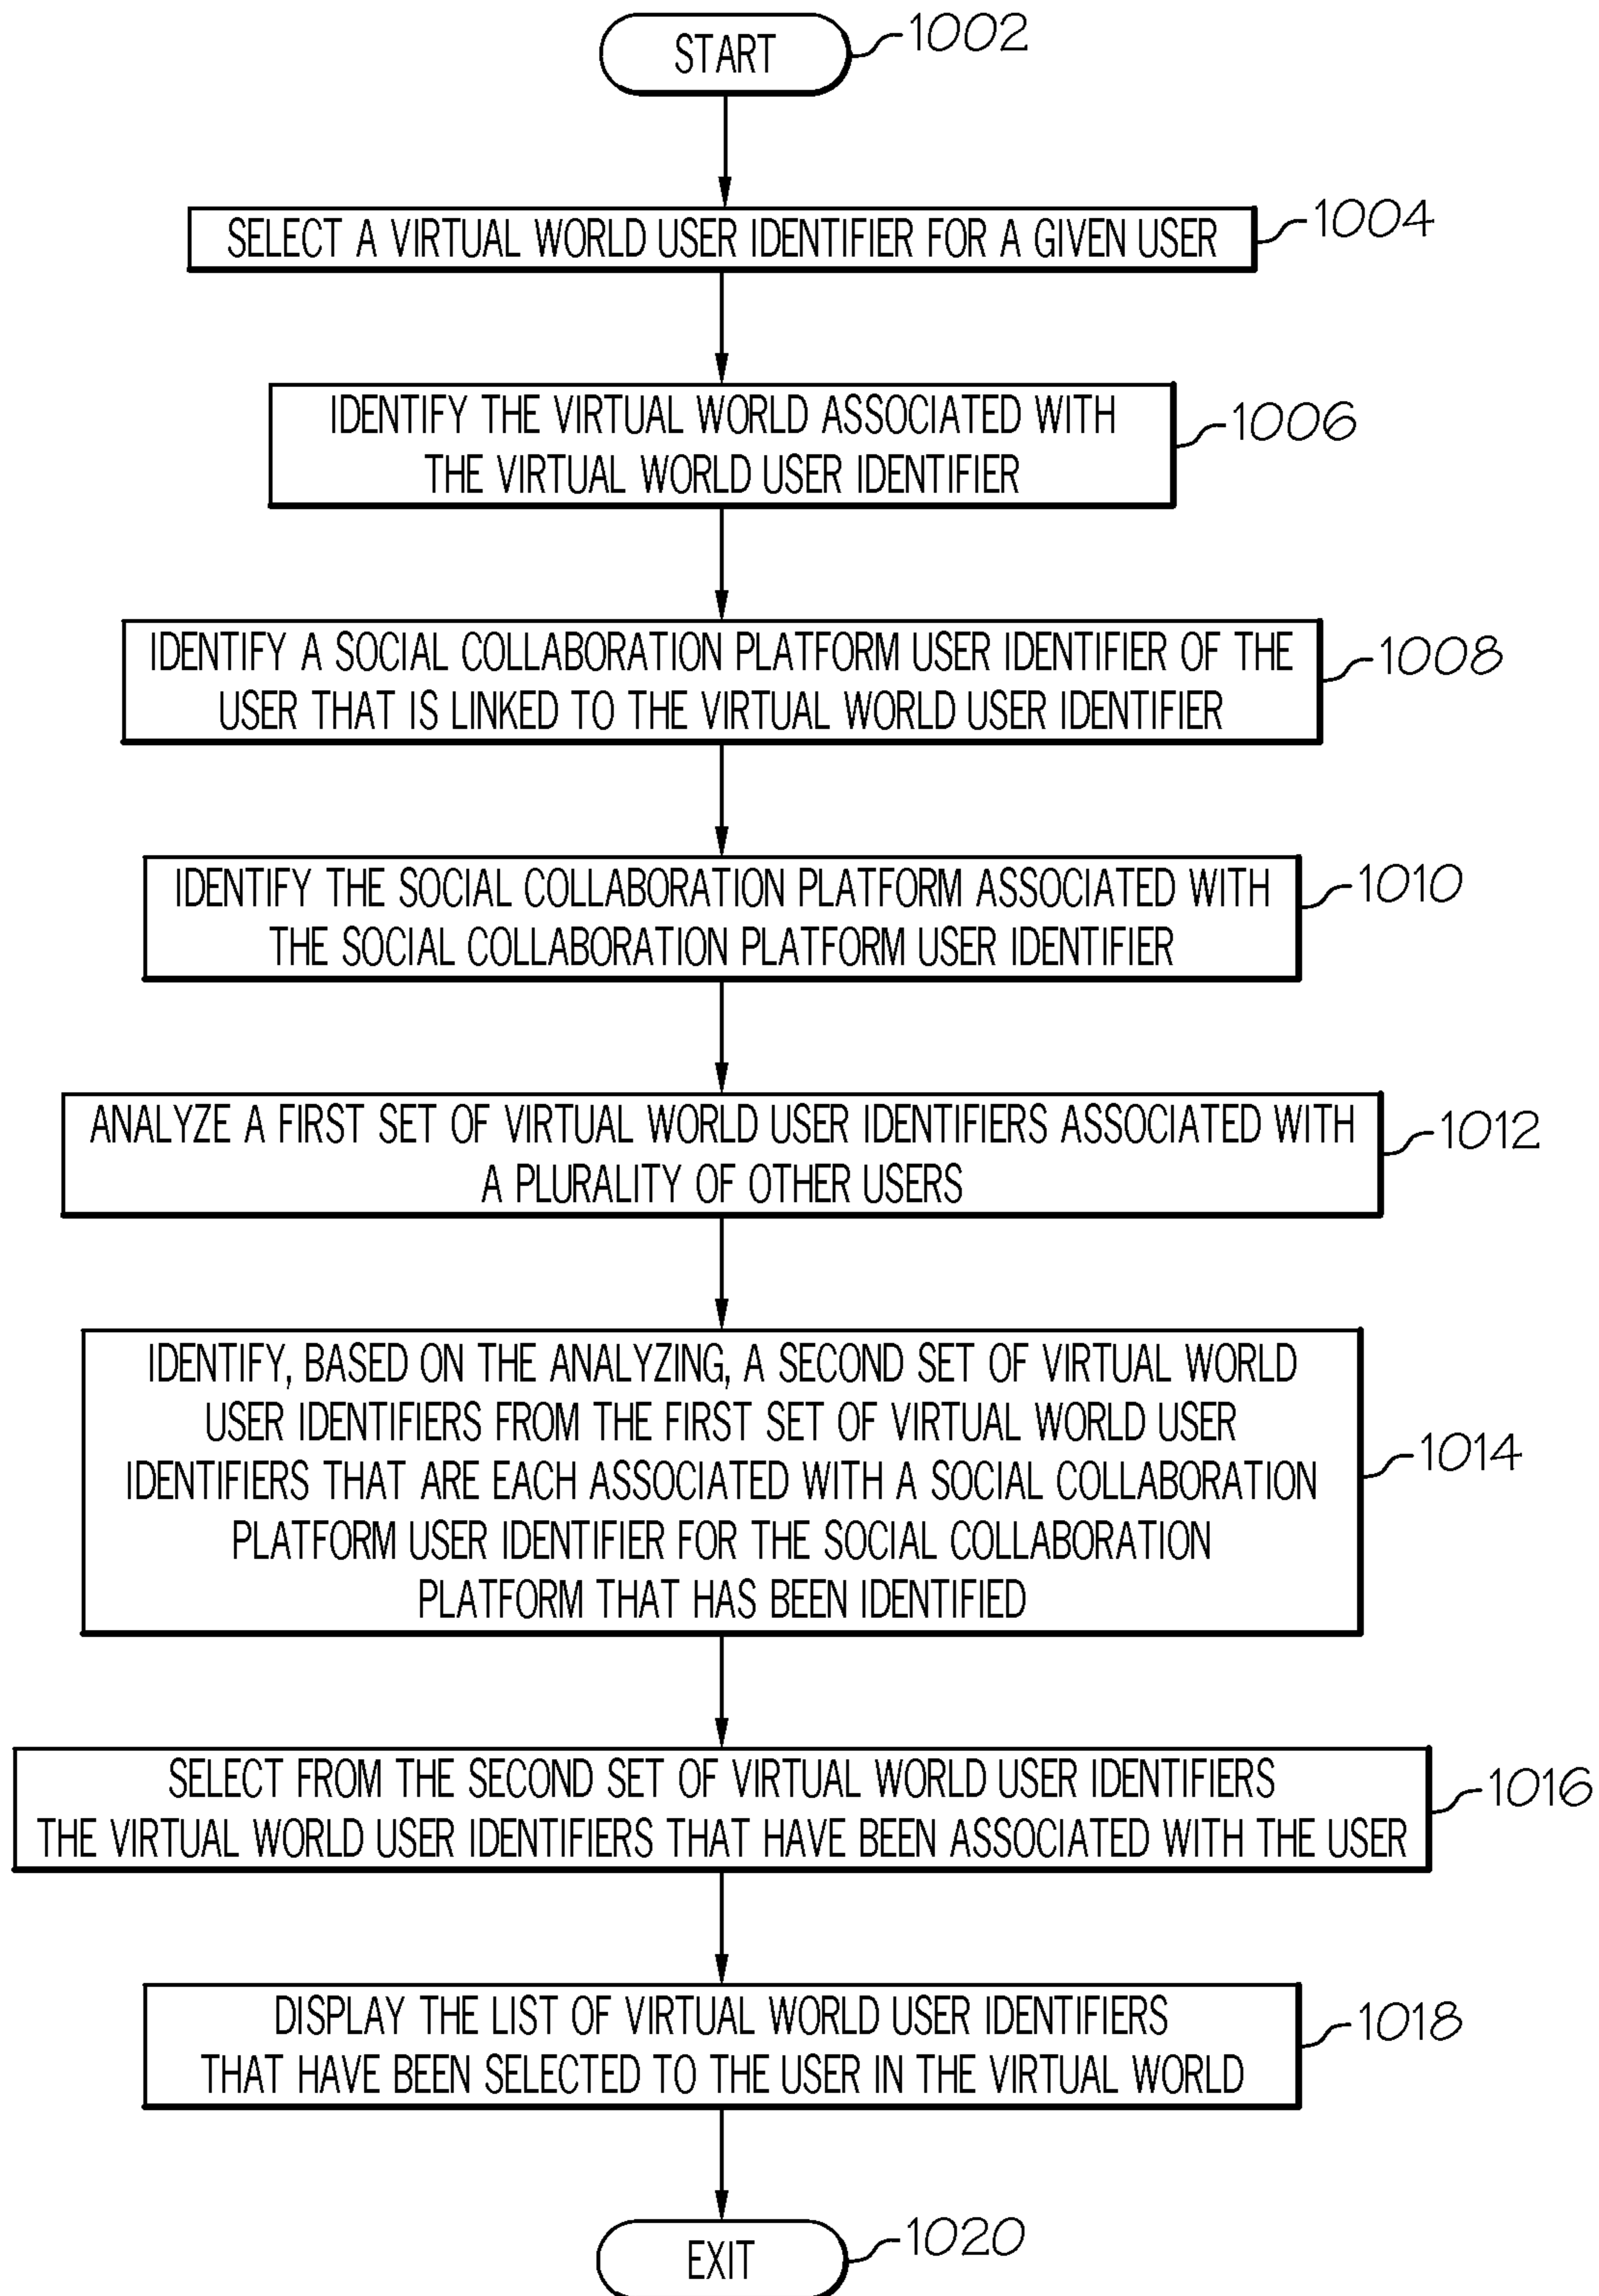 START
1002
SELECT A VIRTUAL WORLD USER IDENTIFIER FOR A GIVEN USER
1004
IDENTIFY THE VIRTUAL WORLD ASSOCIATED WITH
THE VIRTUAL WORLD USER IDENTIFIER
1006
IDENTIFY A SOCIAL COLLABORATION PLATFORM USER IDENTIFIER OF THE
USER THAT IS LINKED TO THE VIRTUAL WORLD USER IDENTIFIER
1008
IDENTIFY THE SOCIAL COLLABORATION PLATFORM ASSOCIATED WITH
THE SOCIAL COLLABORATION PLATFORM USER IDENTIFIER
1010
ANALYZE A FIRST SET OF VIRTUAL WORLD USER IDENTIFIERS ASSOCIATED WITH
A PLURALITY OF OTHER USERS
1012
IDENTIFY, BASED ON THE ANALYZING, A SECOND SET OF VIRTUAL WORLD
USER IDENTIFIERS FROM THE FIRST SET OF VIRTUAL WORLD USER
IDENTIFIERS THAT ARE EACH ASSOCIATED WITH A SOCIAL COLLABORATION
PLATFORM USER IDENTIFIER FOR THE SOCIAL COLLABORATION
PLATFORM THAT HAS BEEN IDENTIFIED
1014
SELECT FROM THE SECOND SET OF VIRTUAL WORLD USER IDENTIFIERS
THE VIRTUAL WORLD USER IDENTIFIERS THAT HAVE BEEN ASSOCIATED WITH THE USER
1016
DISPLAY THE LIST OF VIRTUAL WORLD USER IDENTIFIERS
THAT HAVE BEEN SELECTED TO THE USER IN THE VIRTUAL WORLD
1018
EXIT
1020